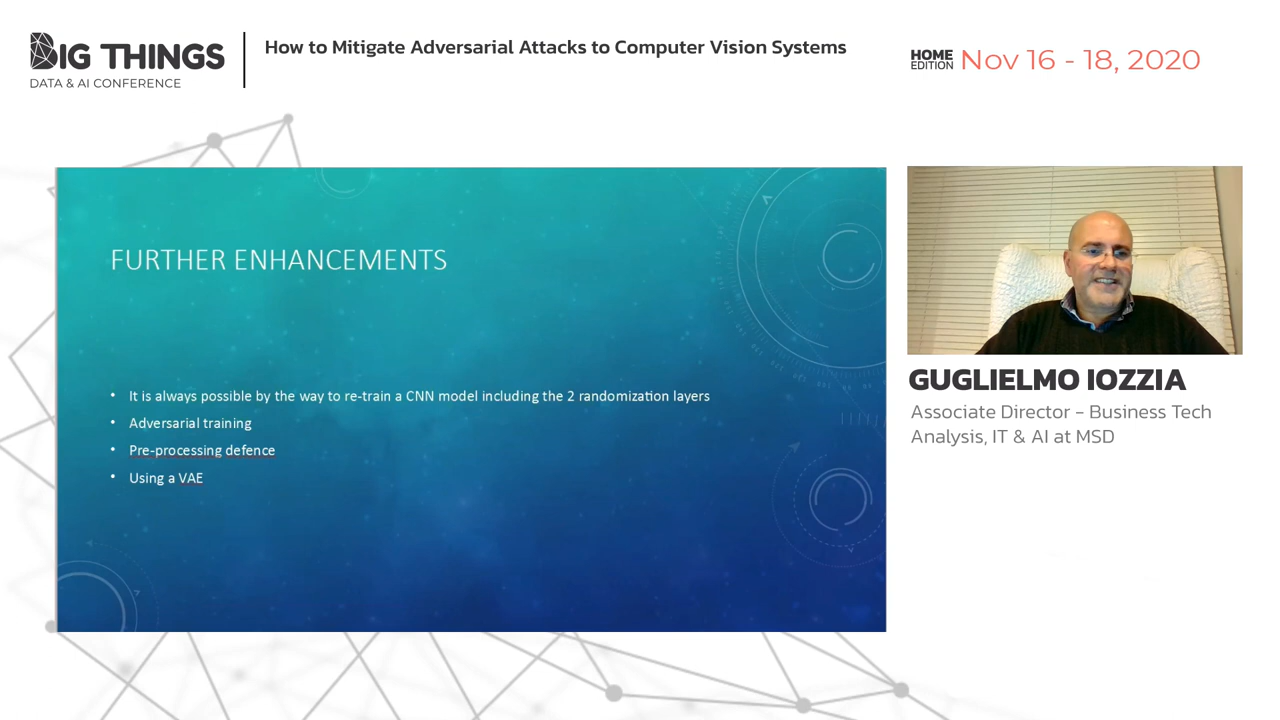 BIG THINGS
DATA & AI CONFERENCE
How to Mitigate Adversarial Attacks to Computer Vision Systems
HOME
EDITION
Nov 16 - 18, 2020
FURTHER ENHANCEMENTS
• It is always possible by the way to re-train a CNN model including the 2 randomization layers
• Adversarial training
• Pre-processing defence
• Using a VAE
GUGLIELMO IOZZIA
Associate Director – Business Tech
Analysis, IT & AI at MSD